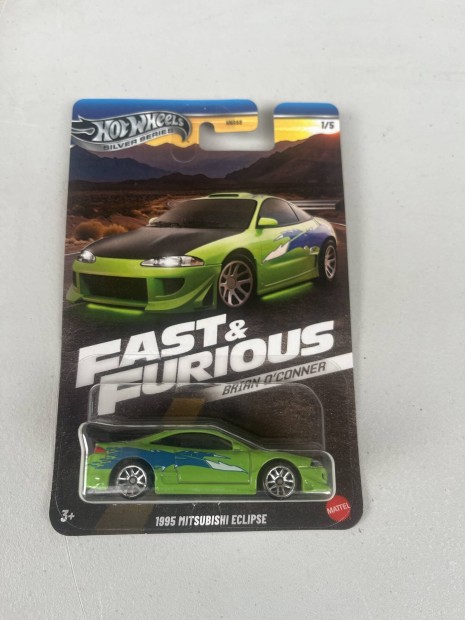 HOT WHEELS
SILVER SERIES
1/5
FAST &
FURIOUS
BRIAN O'CONNER
3+
1995 MITSUBISHI ECLIPSE
MATTEL